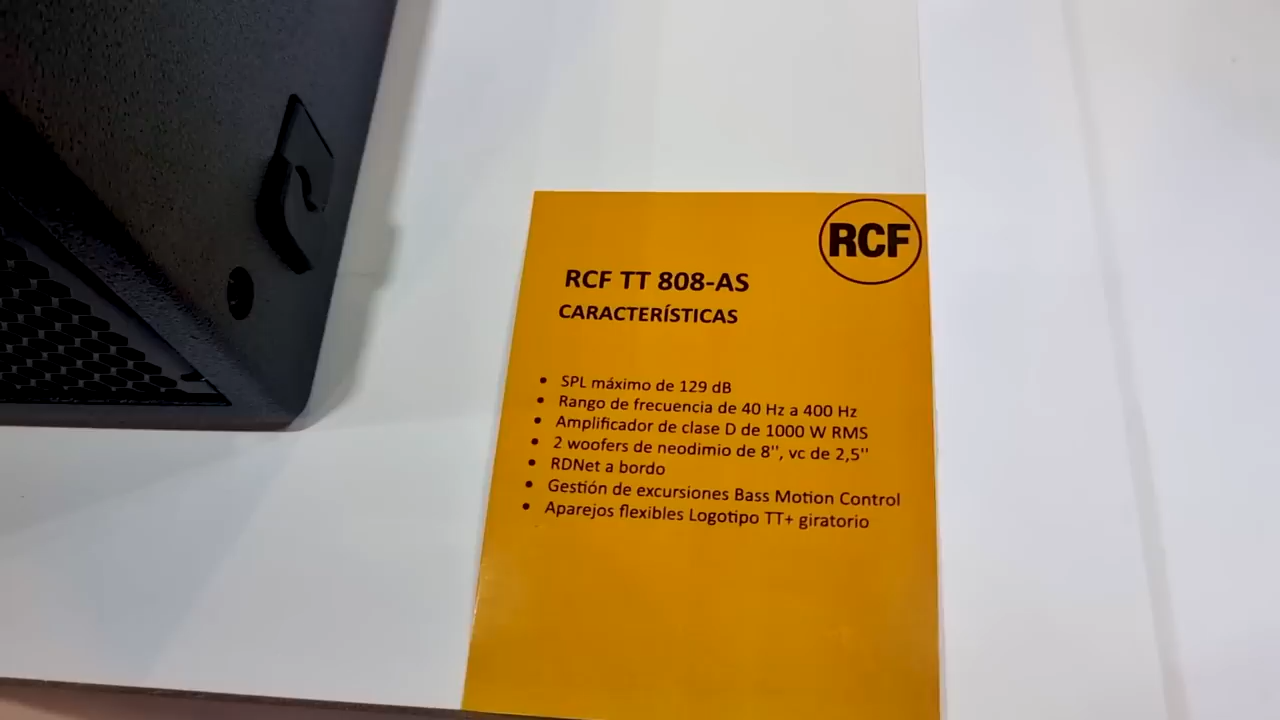 RCF
RCF TT 808-AS
CARACTERÍSTICAS
• SPL máximo de 129 dB
• Rango de frecuencia de 40 Hz a 400 Hz
• Amplificador de clase D de 1000 W RMS
• 2 woofers de neodimio de 8'', vc de 2,5''
• RDNet a bordo
• Gestión de excursiones Bass Motion Control
• Aparejos flexibles Logotipo TT+ giratorio